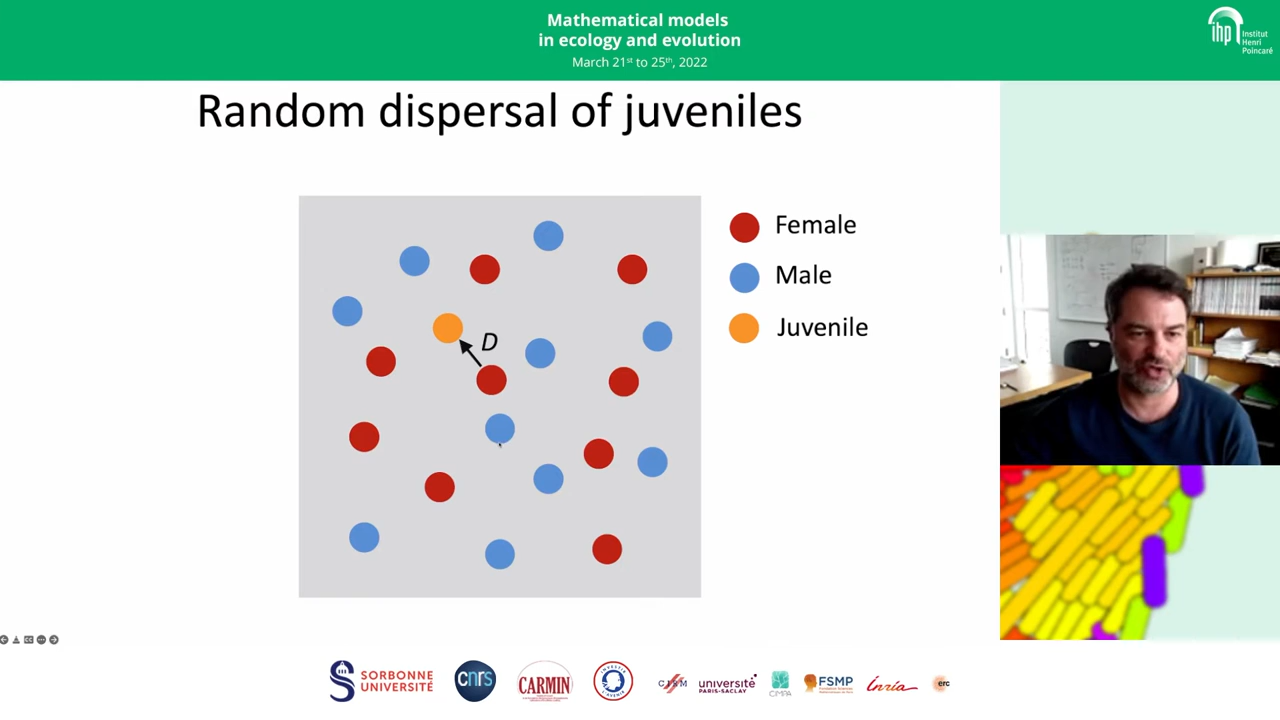 Mathematical models
in ecology and evolution
March 21st to 25th, 2022
ihp Institut
Henri
Poincaré
Random dispersal of juveniles
Female
Male
Juvenile
D
SORBONNE
UNIVERSITÉ
cnrs
CARMIN
CIRM
université
PARIS-SACLAY
CIMPA
FSMP
Inria
erc